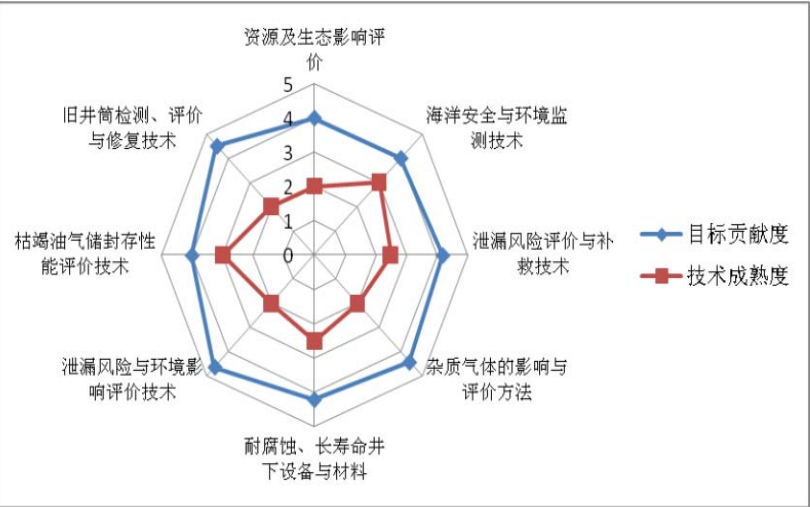 资源及生态影响评
价
旧井筒检测、评价
与修复技术
海洋安全与环境监
测技术
5
4
3
2
1
0
枯竭油气储封存性
能评价技术
泄漏风险评价与补
救技术
目标贡献度
技术成熟度
泄漏风险与环境影
响评价技术
杂质气体的影响与
评价方法
耐腐蚀、长寿命井
下设备与材料